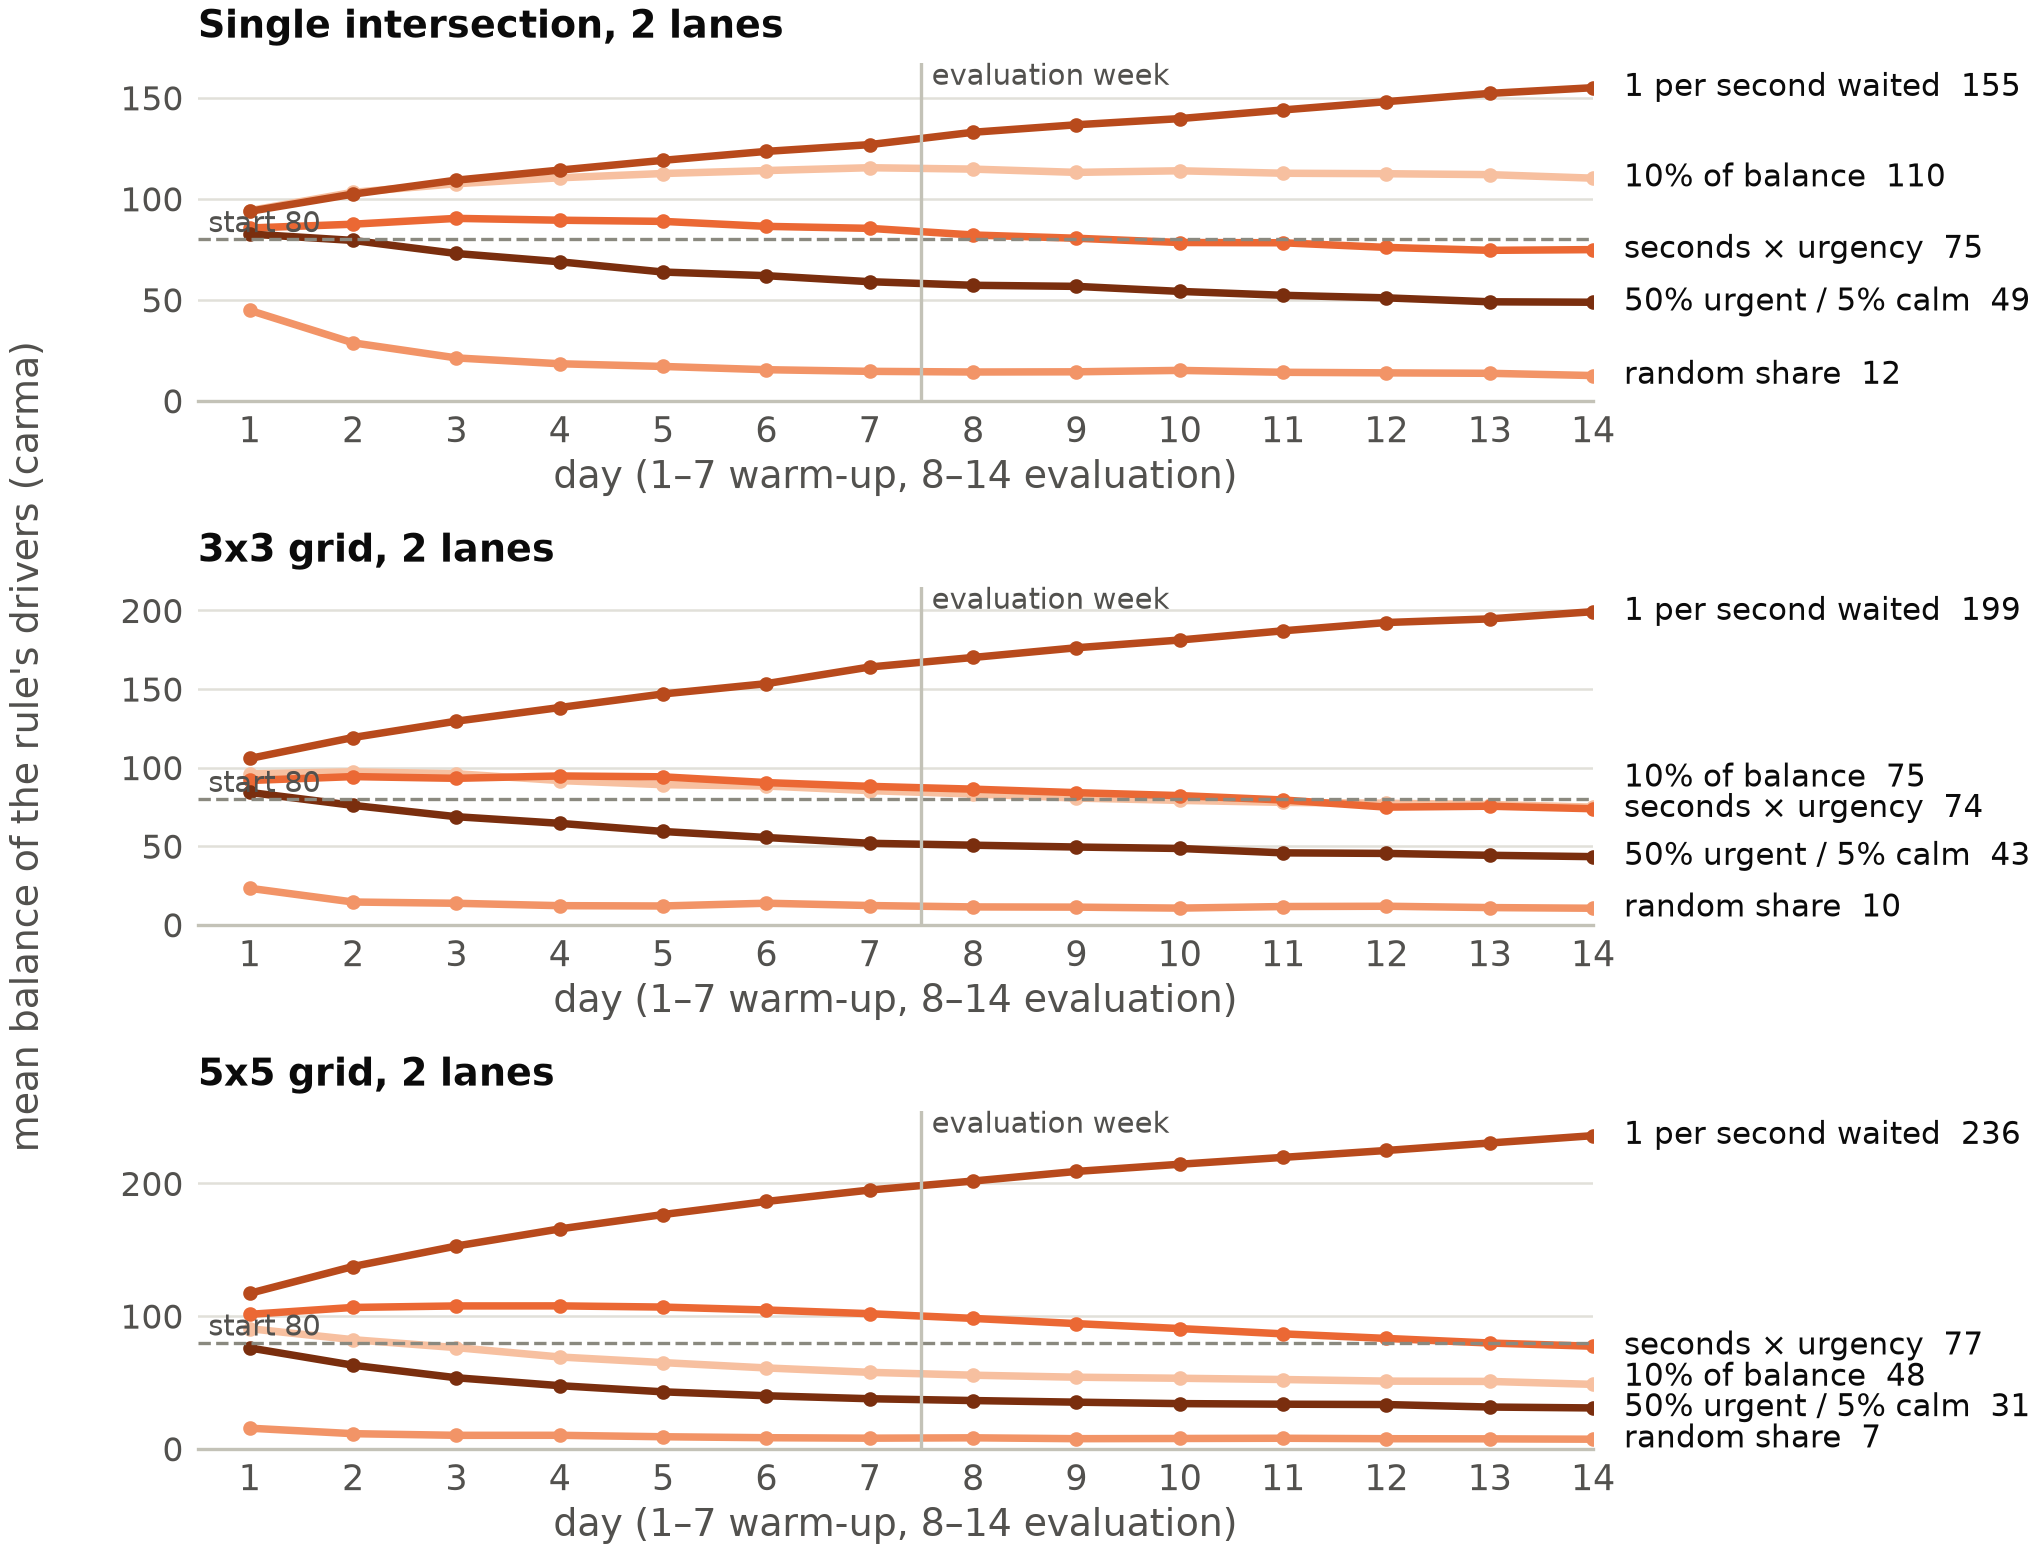 Single intersection, 2 lanes
evaluation week
1 per second waited 155
10% of balance 110
seconds × urgency 75
50% urgent / 5% calm 49
random share 12
start 80
150
100
50
0
1 2 3 4 5 6 7 8 9 10 11 12 13 14
day (1–7 warm-up, 8–14 evaluation)
mean balance of the rule's drivers (carma)
3x3 grid, 2 lanes
evaluation week
1 per second waited 199
10% of balance 75
seconds × urgency 74
50% urgent / 5% calm 43
random share 10
start 80
200
150
100
50
0
1 2 3 4 5 6 7 8 9 10 11 12 13 14
day (1–7 warm-up, 8–14 evaluation)
5x5 grid, 2 lanes
evaluation week
1 per second waited 236
seconds × urgency 77
10% of balance 48
50% urgent / 5% calm 31
random share 7
start 80
200
100
0
1 2 3 4 5 6 7 8 9 10 11 12 13 14
day (1–7 warm-up, 8–14 evaluation)